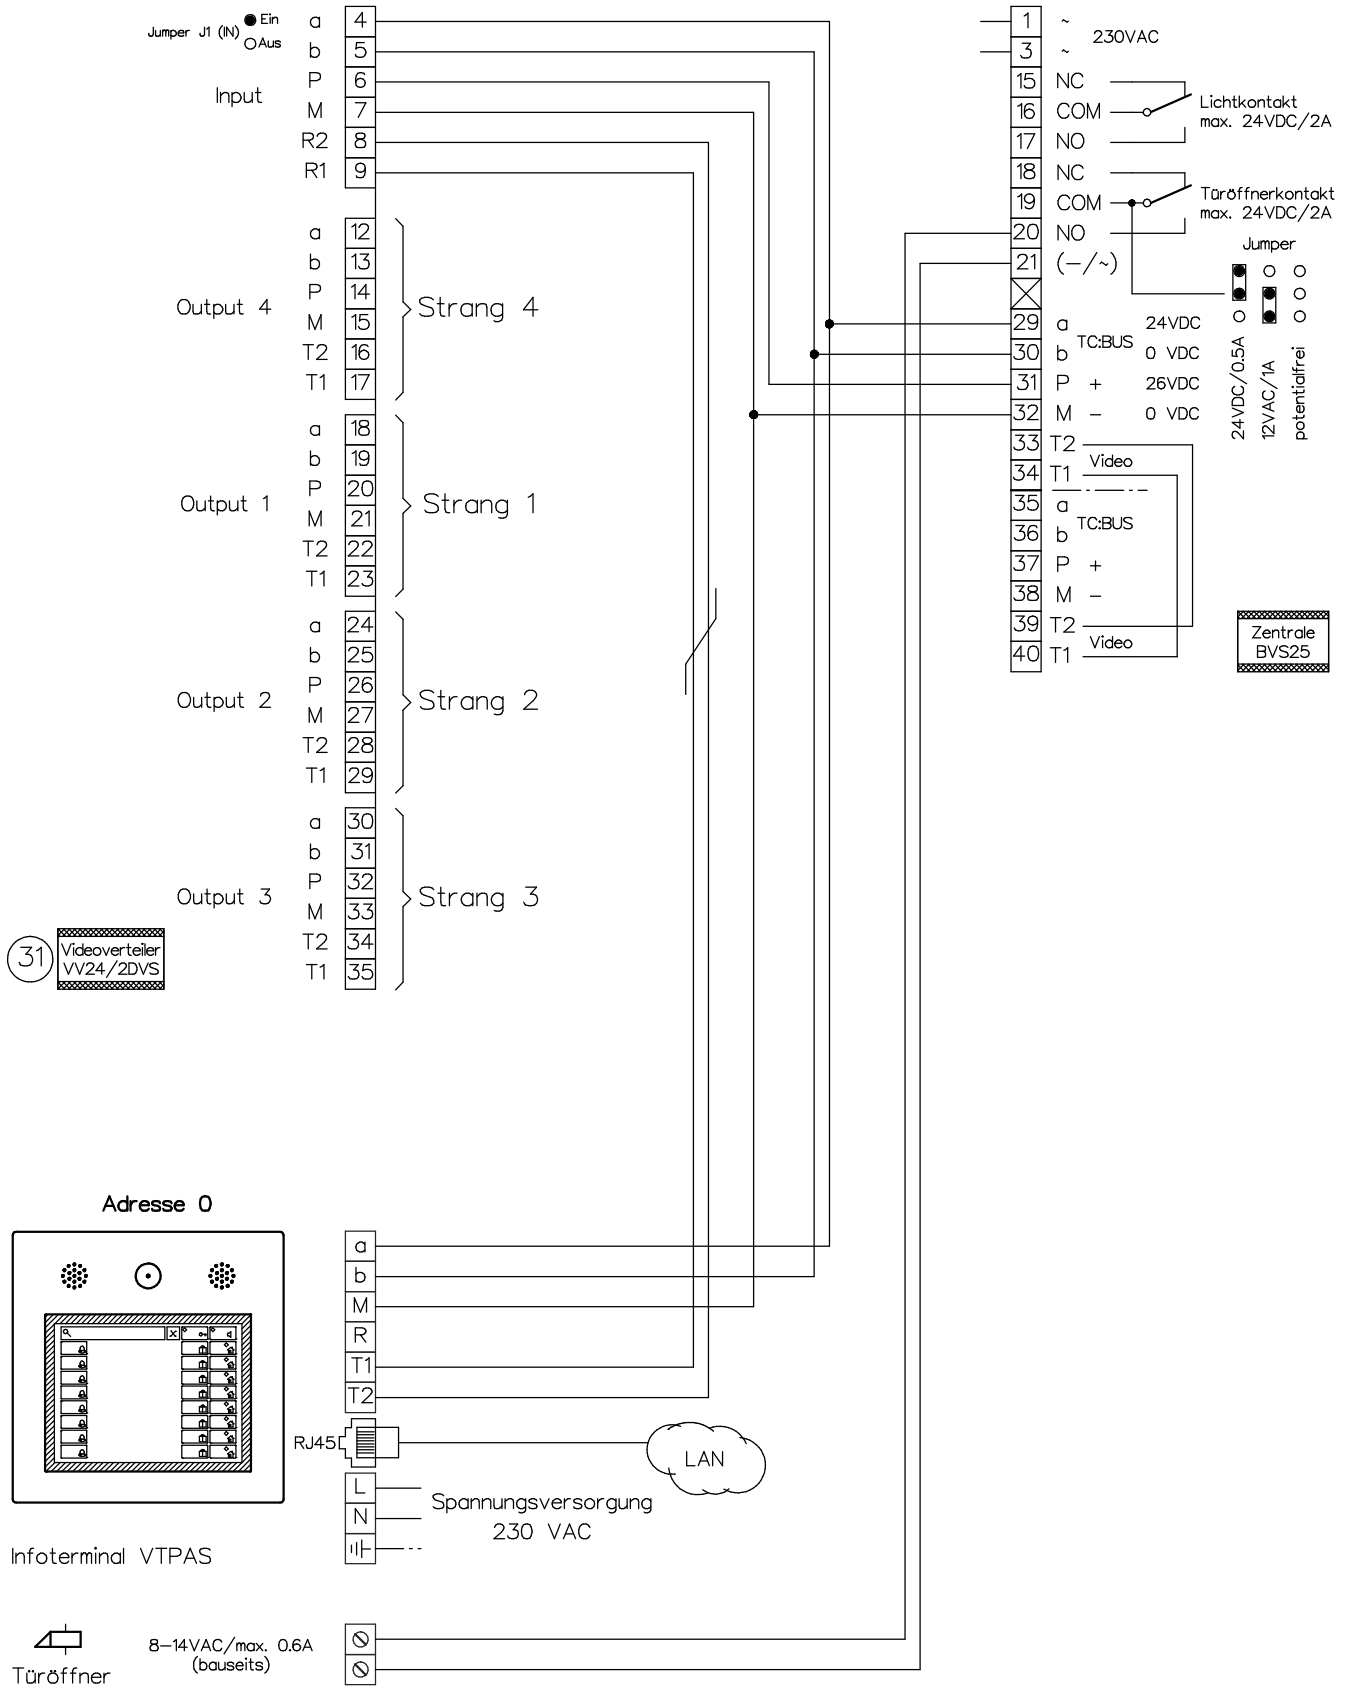 Jumper J1 (IN)
Ein
Aus
Input
a 4
b 5
P 6
M 7
R2 8
R1 9
Output 4
a 12
b 13
P 14
M 15
T2 16
T1 17
Strang 4
Output 1
a 18
b 19
P 20
M 21
T2 22
T1 23
Strang 1
Output 2
a 24
b 25
P 26
M 27
T2 28
T1 29
Strang 2
Output 3
a 30
b 31
P 32
M 33
T2 34
T1 35
Strang 3
31
Videoverteiler
VV24/2DVS
1 ~
3 ~
230VAC
15 NC
16 COM
17 NO
Lichtkontakt
max. 24VDC/2A
18 NC
19 COM
20 NO
Türöffnerkontakt
max. 24VDC/2A
21 (-/~)
Jumper
24VDC/0.5A
12VAC/1A
potentialfrei
29 a 24VDC
TC:BUS
30 b 0 VDC
31 P + 26VDC
32 M - 0 VDC
33 T2
Video
34 T1
35 a
TC:BUS
36 b
37 P +
38 M -
39 T2
Video
40 T1
Zentrale
BVS25
Adresse 0
X
a
b
M
R
T1
T2
RJ45
LAN
L
N
Spannungsversorgung
230 VAC
Infoterminal VTPAS
8-14VAC/max. 0.6A
(bauseits)
Türöffner